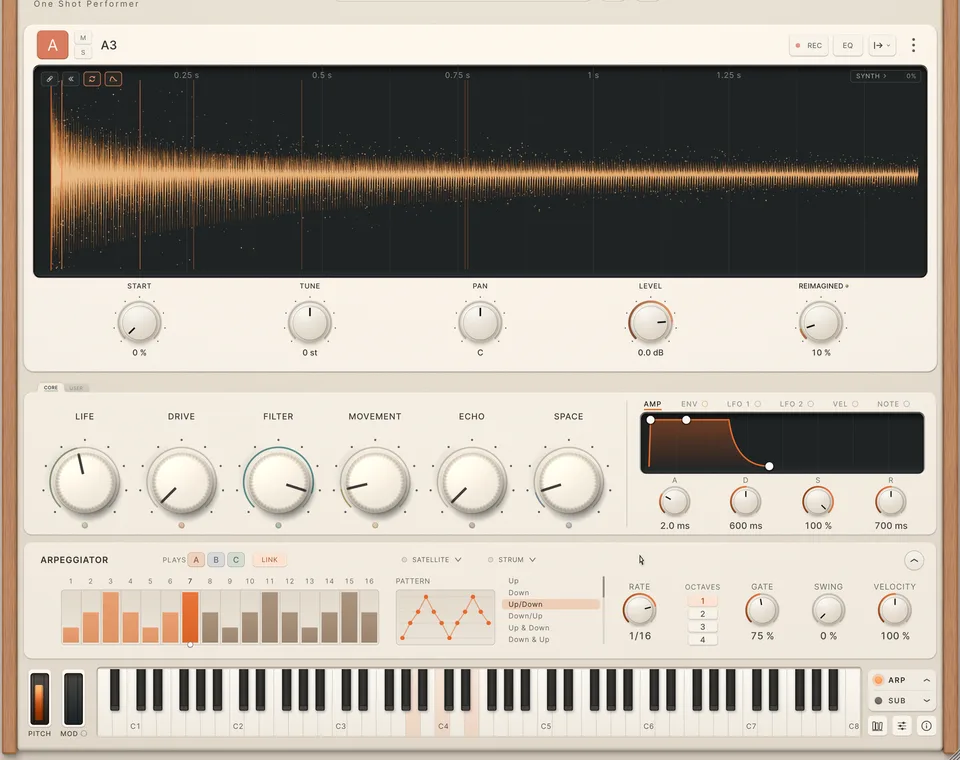 One Shot Performer
A
M
S
A3
REC
EQ
0.25 s
0.5 s
0.75 s
1 s
1.25 s
SYNTH >
0%
START
TUNE
PAN
LEVEL
REIMAGINED
0 %
0 st
C
0.0 dB
10 %
CORE
USER
LIFE
DRIVE
FILTER
MOVEMENT
ECHO
SPACE
AMP
ENV
LFO 1
LFO 2
VEL
NOTE
A
D
S
R
2.0 ms
600 ms
100 %
700 ms
ARPEGGIATOR
PLAYS
A
B
C
LINK
SATELLITE
STRUM
1 2 3 4 5 6 7 8 9 10 11 12 13 14 15 16
PATTERN
Up
Down
Up/Down
Down/Up
Up & Down
Down & Up
RATE
1/16
OCTAVES
1
2
3
4
GATE
75 %
SWING
0 %
VELOCITY
100 %
PITCH
MOD
C1
C2
C3
C4
C5
C6
C7
C8
ARP
SUB